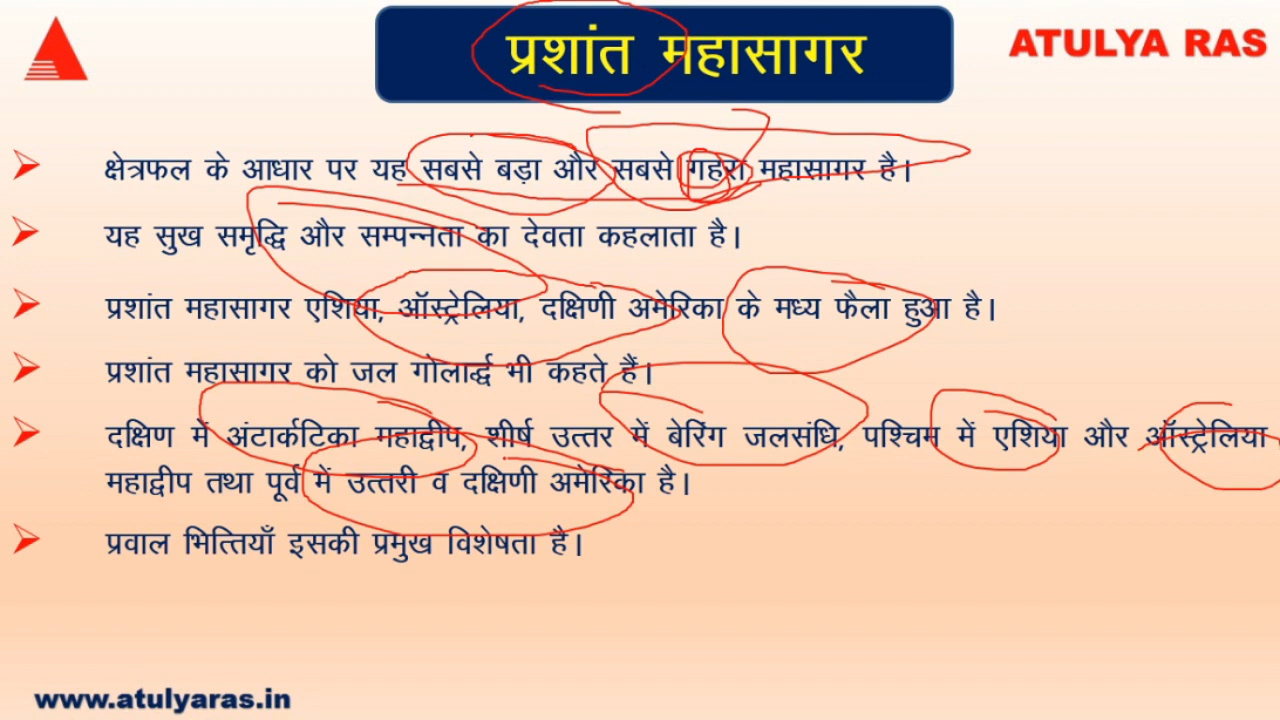 प्रशांत महासागर
ATULYA RAS
क्षेत्रफल के आधार पर यह सबसे बड़ा और सबसे गहरा महासागर है।
यह सुख समृद्धि और सम्पन्नता का देवता कहलाता है।
प्रशांत महासागर एशिया, ऑस्ट्रेलिया, दक्षिणी अमेरिका के मध्य फैला हुआ है।
प्रशांत महासागर को जल गोलार्द्ध भी कहते हैं।
दक्षिण में अंटार्कटिका महाद्वीप, शीर्ष उत्तर में बेरिंग जलसंधि, पश्चिम में एशिया और ऑस्ट्रेलिया
महाद्वीप तथा पूर्व में उत्तरी व दक्षिणी अमेरिका है।
प्रवाल भित्तियाँ इसकी प्रमुख विशेषता है।
www.atulyaras.in